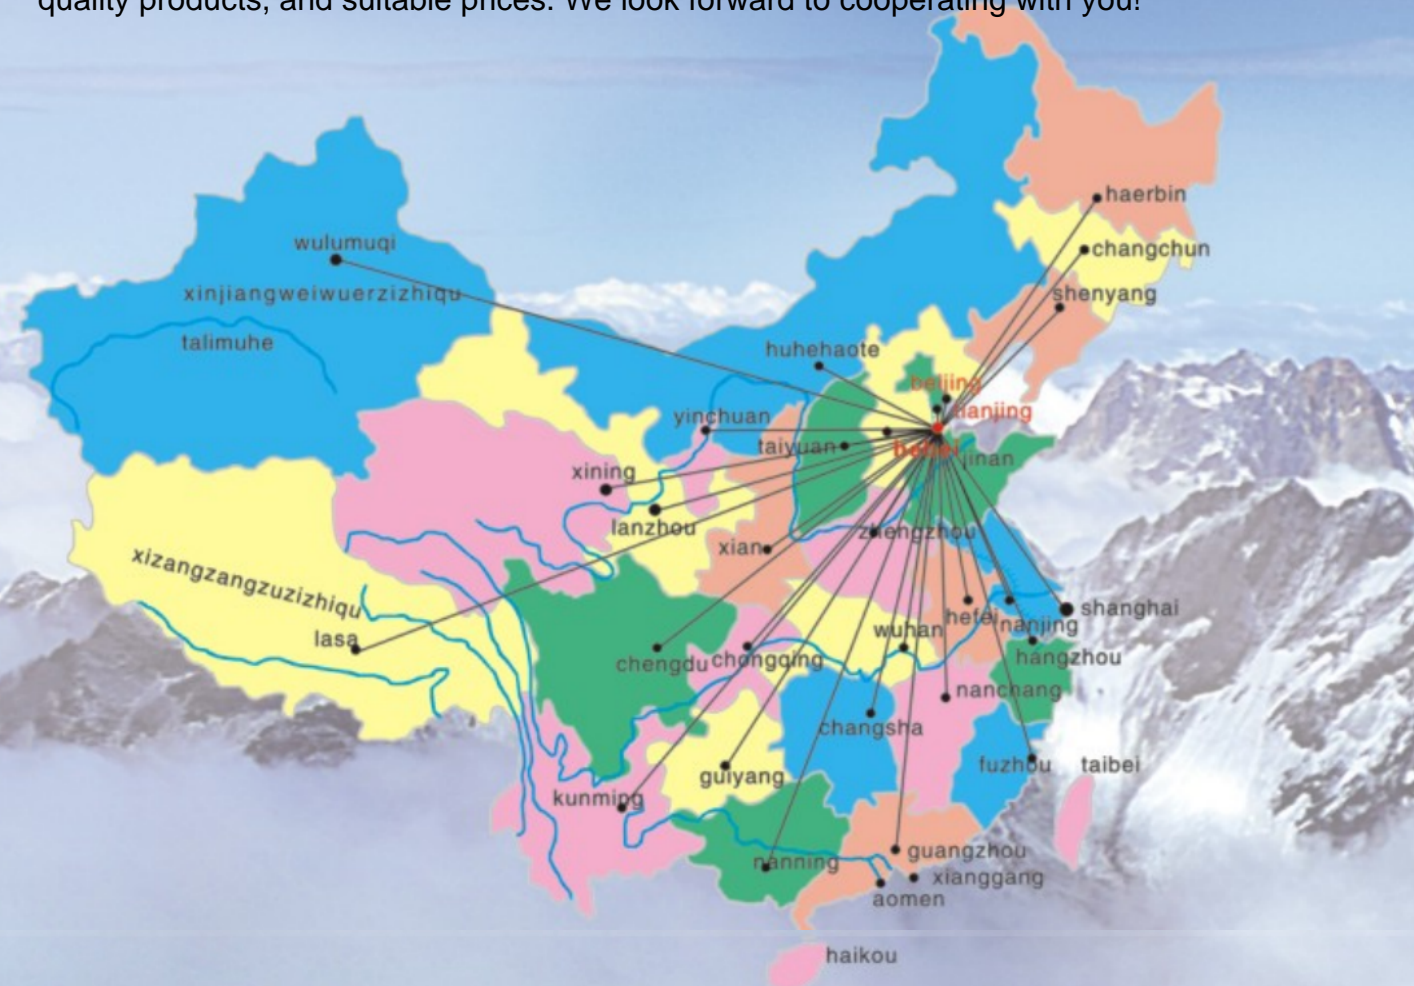 quality products, and suitable prices. We look forward to cooperating with you!
haerbin
changchun
wulumuqi
xinjiangweiwuerzizhiqu
shenyang
talimuhe
huhehaote
beijing
tianjing
yinchuan
taiyuan
hebei
jinan
xining
lanzhou
zhengzhou
xian
xizangzangzuzizhiqu
shanghai
hefei
nanjing
wuhan
lasa
chengdu
chongqing
hangzhou
nanchang
changsha
fuzhou
taibei
guiyang
kunming
guangzhou
nanning
xianggang
aomen
haikou